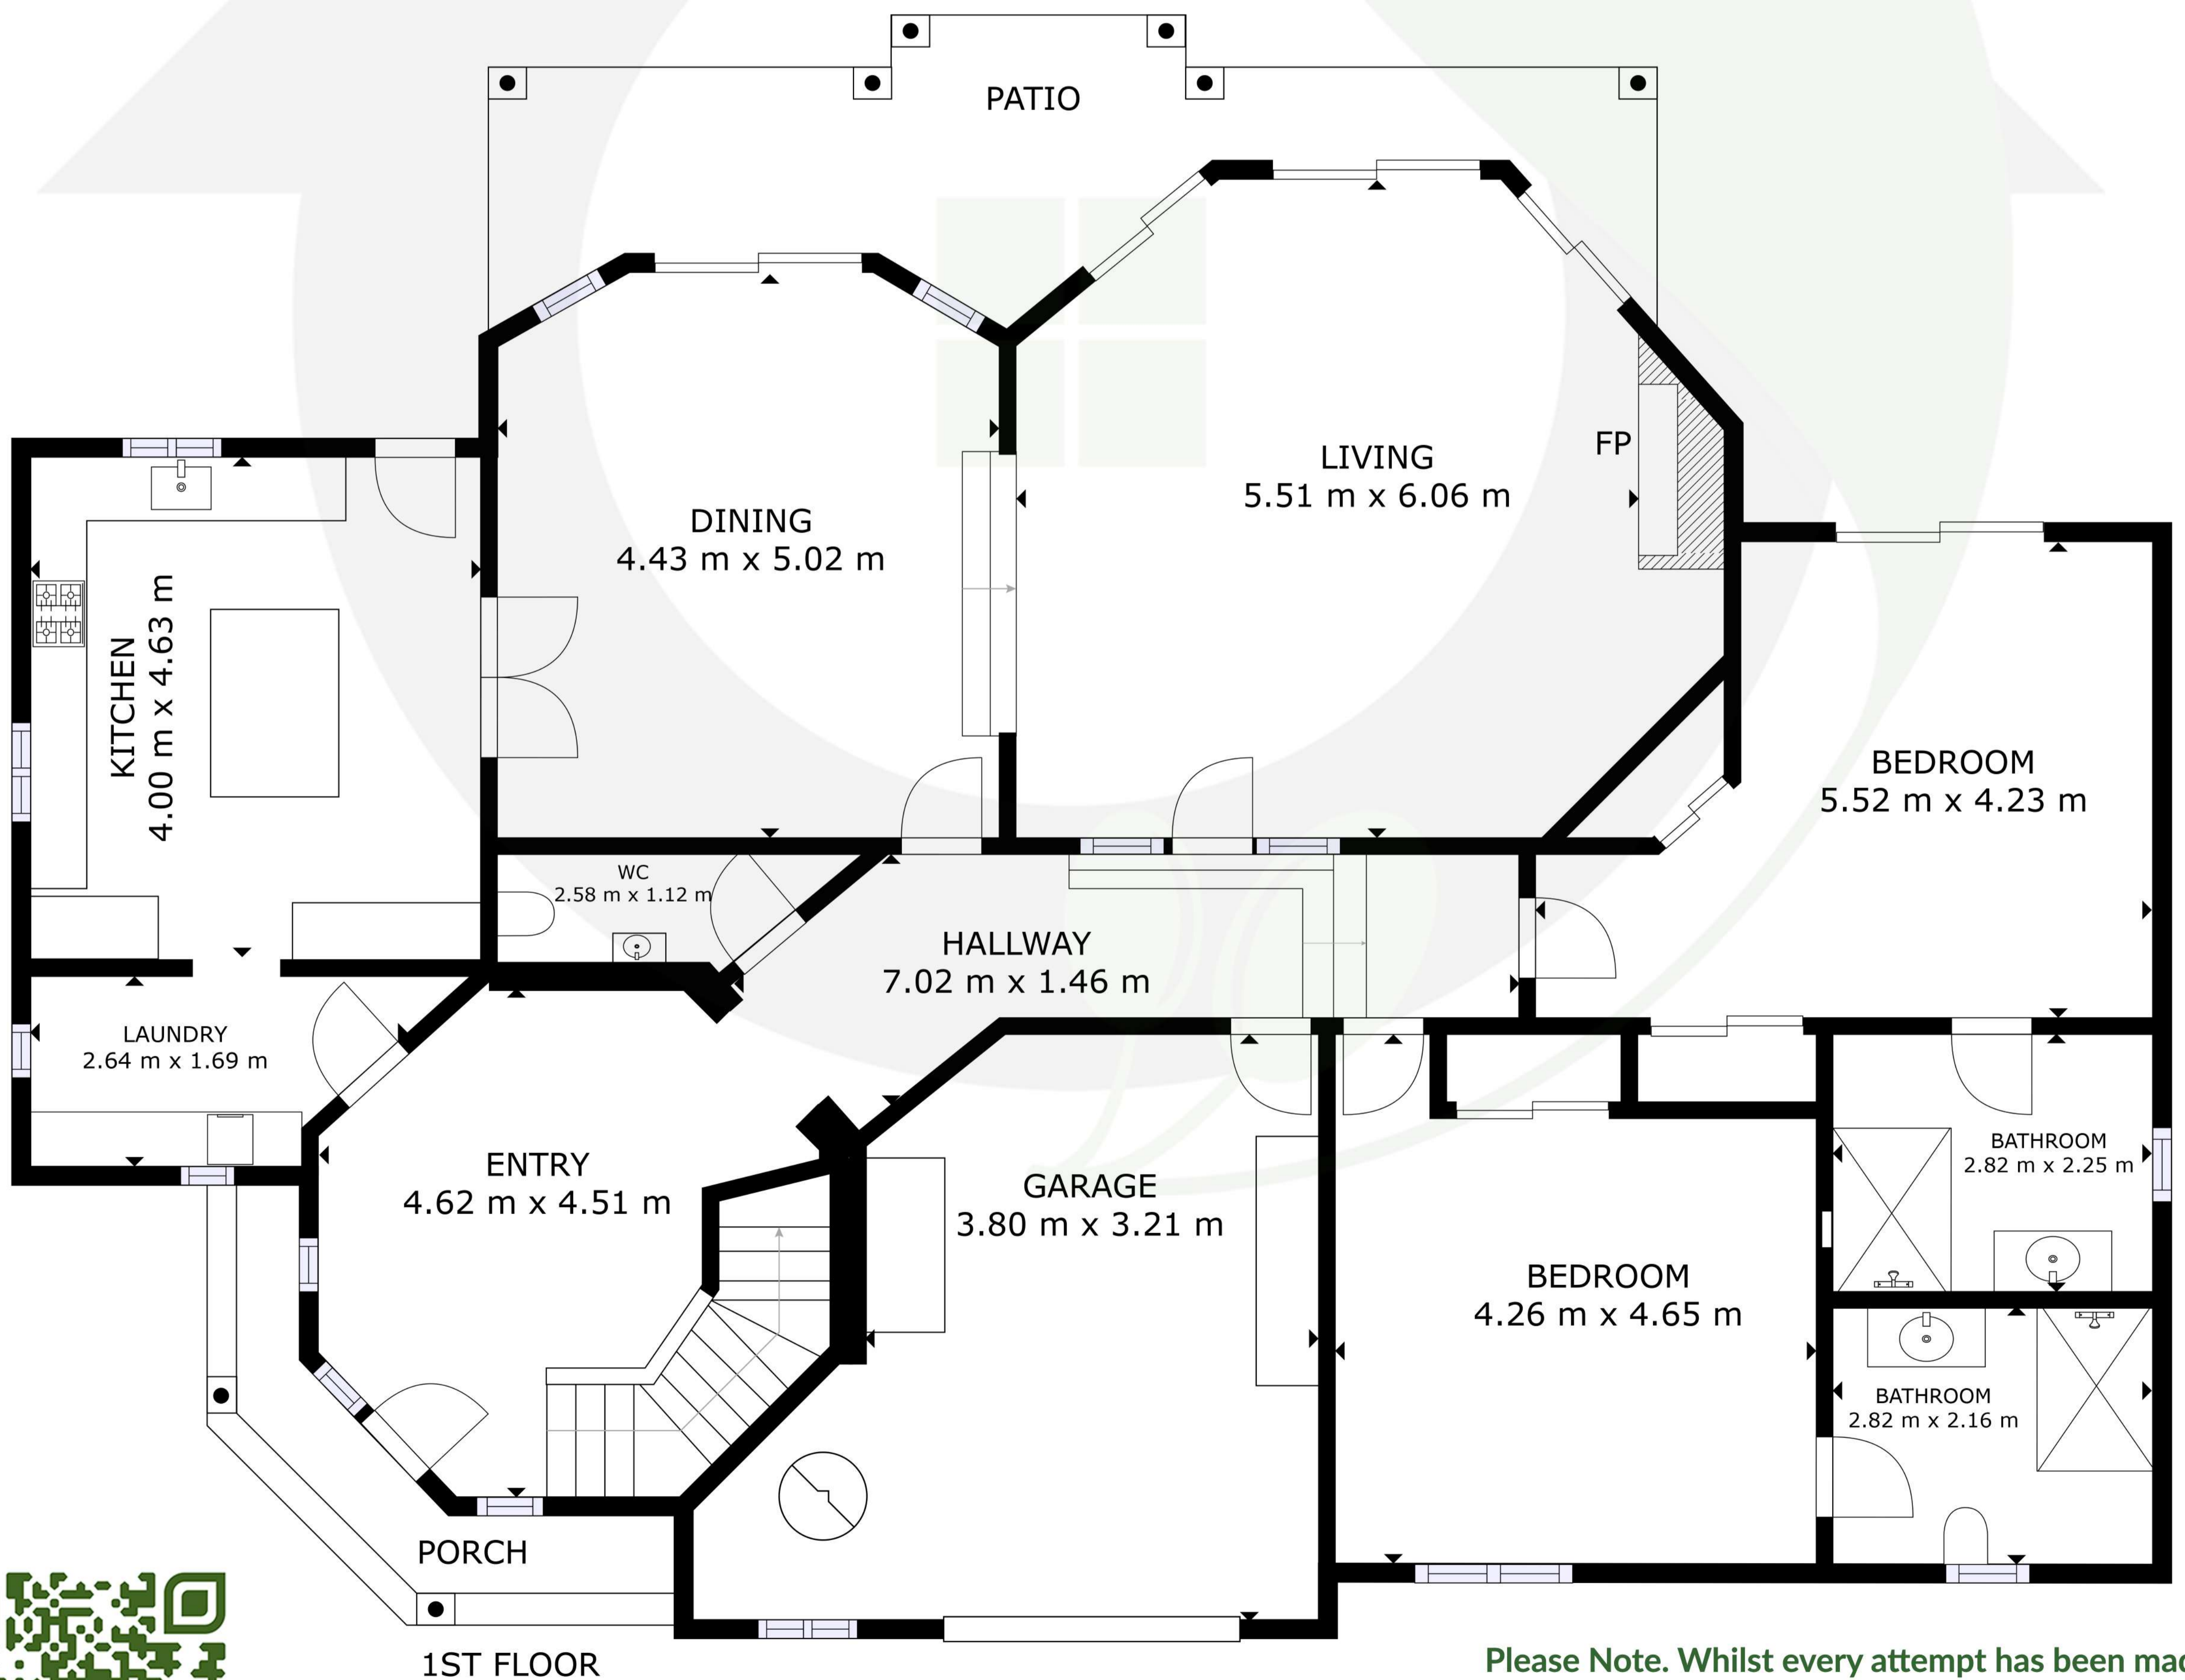 PATIO
LIVING
5.51 m x 6.06 m
FP
DINING
4.43 m x 5.02 m
KITCHEN
4.00 m x 4.63 m
BEDROOM
5.52 m x 4.23 m
WC
2.58 m x 1.12 m
HALLWAY
7.02 m x 1.46 m
LAUNDRY
2.64 m x 1.69 m
ENTRY
4.62 m x 4.51 m
GARAGE
3.80 m x 3.21 m
BATHROOM
2.82 m x 2.25 m
BEDROOM
4.26 m x 4.65 m
BATHROOM
2.82 m x 2.16 m
PORCH
1ST FLOOR
Please Note. Whilst every attempt has been